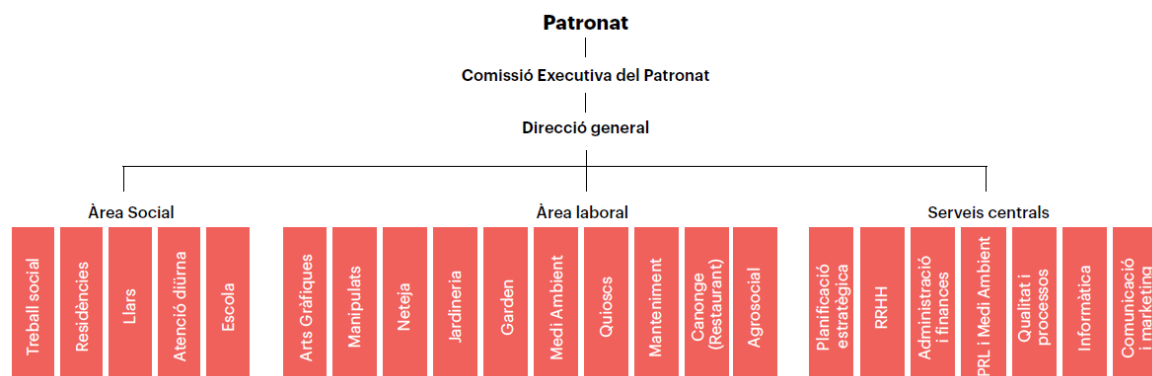 Patronat
Comissió Executiva del Patronat
Direcció general
Àrea Social
Treball social
Residències
Llars
Atenció diürna
Escola
Àrea laboral
Arts Gràfiques
Manipulats
Neteja
Jardineria
Garden
Medi Ambient
Quioscs
Manteniment
Canonge
(Restaurant)
Agrosocial
Serveis centrals
Planificació
estratègica
RRHH
Administració
i finances
PRL i Medi Ambient
Qualitat i
processos
Informàtica
Comunicació
i marketing